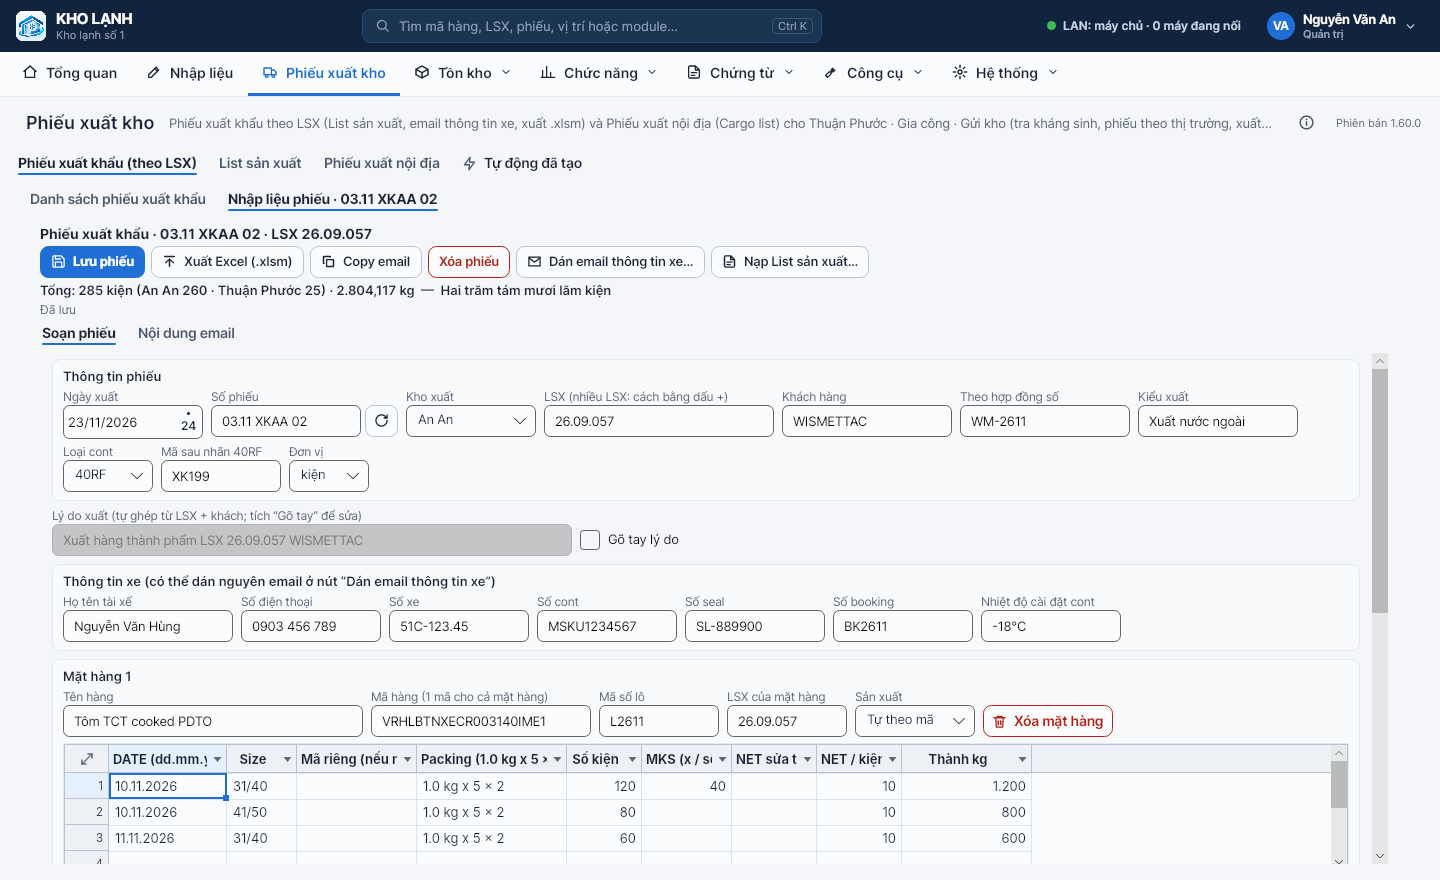 KHO LẠNH
Kho lạnh số 1
Tìm mã hàng, LSX, phiếu, vị trí hoặc module...
Ctrl K
LAN: máy chủ · 0 máy đang nối
VA
Nguyễn Văn An
Quản trị
Tổng quan
Nhập liệu
Phiếu xuất kho
Tồn kho
Chức năng
Chứng từ
Công cụ
Hệ thống
Phiếu xuất kho
Phiếu xuất khẩu theo LSX (List sản xuất, email thông tin xe, xuất .xlsm) và Phiếu xuất nội địa (Cargo list) cho Thuận Phước · Gia công · Gửi kho (tra kháng sinh, phiếu theo thị trường, xuất...
Phiên bản 1.60.0
Phiếu xuất khẩu (theo LSX)
List sản xuất
Phiếu xuất nội địa
Tự động đã tạo
Danh sách phiếu xuất khẩu
Nhập liệu phiếu · 03.11 XKAA 02
Phiếu xuất khẩu · 03.11 XKAA 02 · LSX 26.09.057
Lưu phiếu
Xuất Excel (.xlsm)
Copy email
Xóa phiếu
Dán email thông tin xe...
Nạp List sản xuất...
Tổng: 285 kiện (An An 260 · Thuận Phước 25) · 2.804,117 kg — Hai trăm tám mươi lăm kiện
Đã lưu
Soạn phiếu
Nội dung email
Thông tin phiếu
Ngày xuất
Số phiếu
Kho xuất
LSX (nhiều LSX: cách bằng dấu +)
Khách hàng
Theo hợp đồng số
Kiểu xuất
23/11/2026
24
03.11 XKAA 02
An An
26.09.057
WISMETTAC
WM-2611
Xuất nước ngoài
Loại cont
Mã sau nhãn 40RF
Đơn vị
40RF
XK199
kiện
Lý do xuất (tự ghép từ LSX + khách; tích “Gõ tay” để sửa)
Xuất hàng thành phẩm LSX 26.09.057 WISMETTAC
Gõ tay lý do
Thông tin xe (có thể dán nguyên email ở nút “Dán email thông tin xe”)
Họ tên tài xế
Số điện thoại
Số xe
Số cont
Số seal
Số booking
Nhiệt độ cài đặt cont
Nguyễn Văn Hùng
0903 456 789
51C-123.45
MSKU1234567
SL-889900
BK2611
-18°C
Mặt hàng 1
Tên hàng
Mã hàng (1 mã cho cả mặt hàng)
Mã số lô
LSX của mặt hàng
Sản xuất
Tôm TCT cooked PDTO
VRHLBTNXECR003140IME1
L2611
26.09.057
Tự theo mã
Xóa mặt hàng
DATE (dd.mm.y
Size
Mã riêng (nếu r
Packing (1.0 kg x 5 x
Số kiện
MKS (x / s
NET sửa t
NET / kiện
Thành kg
1 10.11.2026 31/40 1.0 kg x 5 x 2 120 40 10 1.200
2 10.11.2026 41/50 1.0 kg x 5 x 2 80 10 800
3 11.11.2026 31/40 1.0 kg x 5 x 2 60 10 600
4